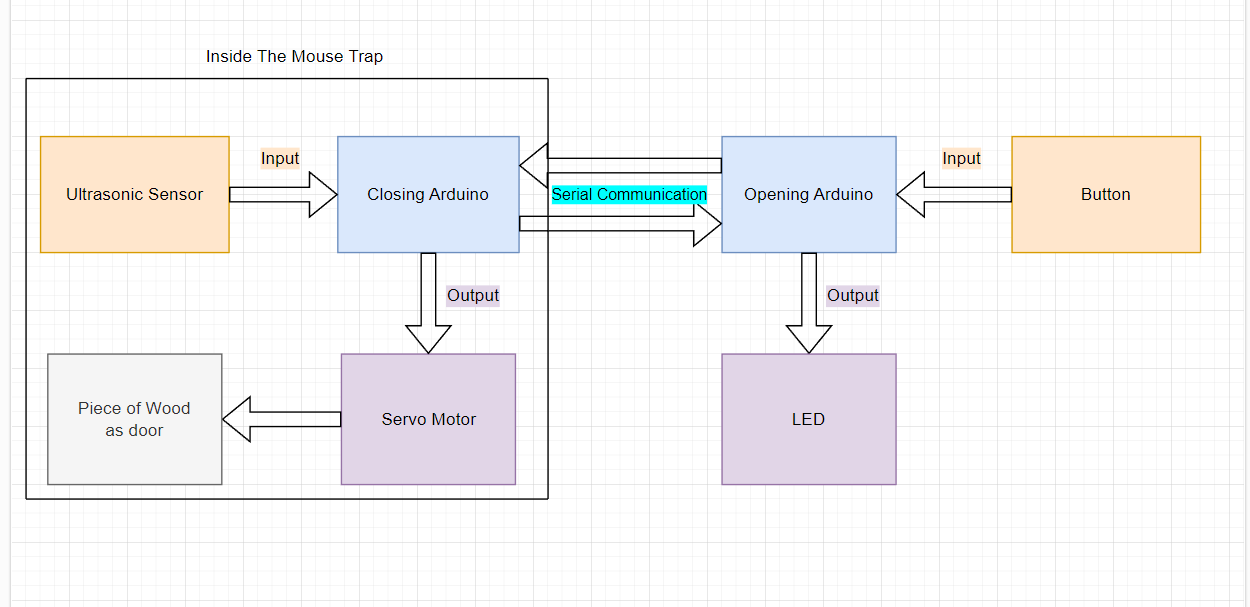 Inside The Mouse Trap
Input
Input
Ultrasonic Sensor
Closing Arduino
Serial Communication
Opening Arduino
Button
Output
Output
Piece of Wood
as door
Servo Motor
LED